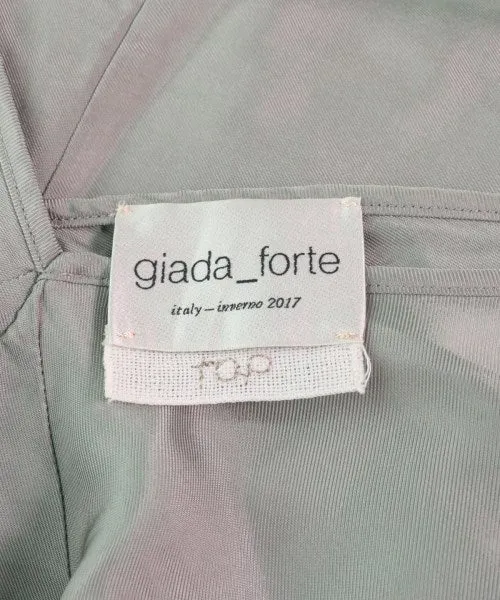 giada_forte
italy – inverno 2017